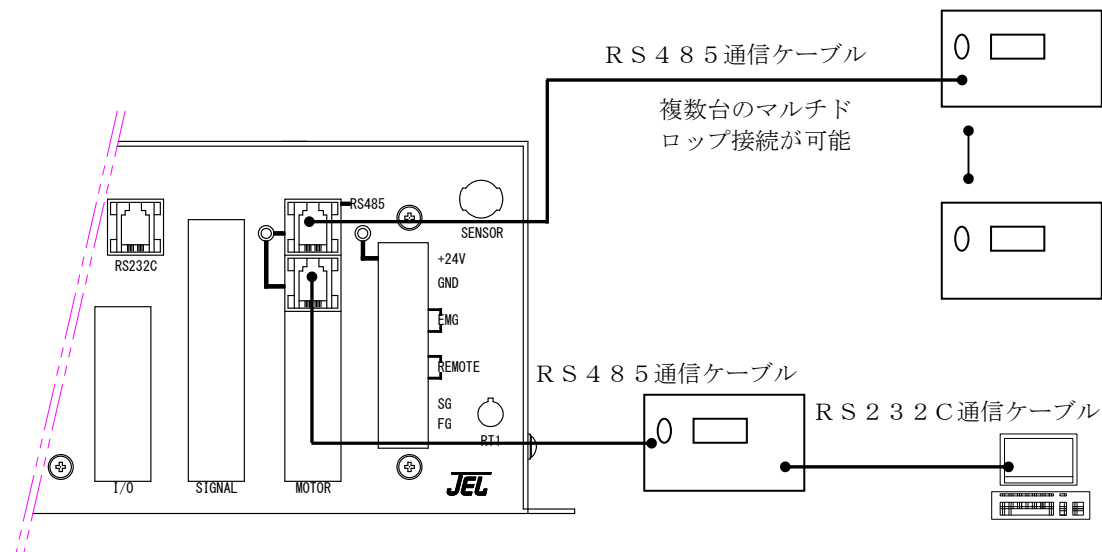 ＲＳ４８５通信ケーブル
複数台のマルチド
ロップ接続が可能
RS485
SENSOR
RS232C
+24V
GND
EMG
REMOTE
SG
FG
RT1
I/O
SIGNAL
MOTOR
JEL
ＲＳ４８５通信ケーブル
ＲＳ２３２Ｃ通信ケーブル